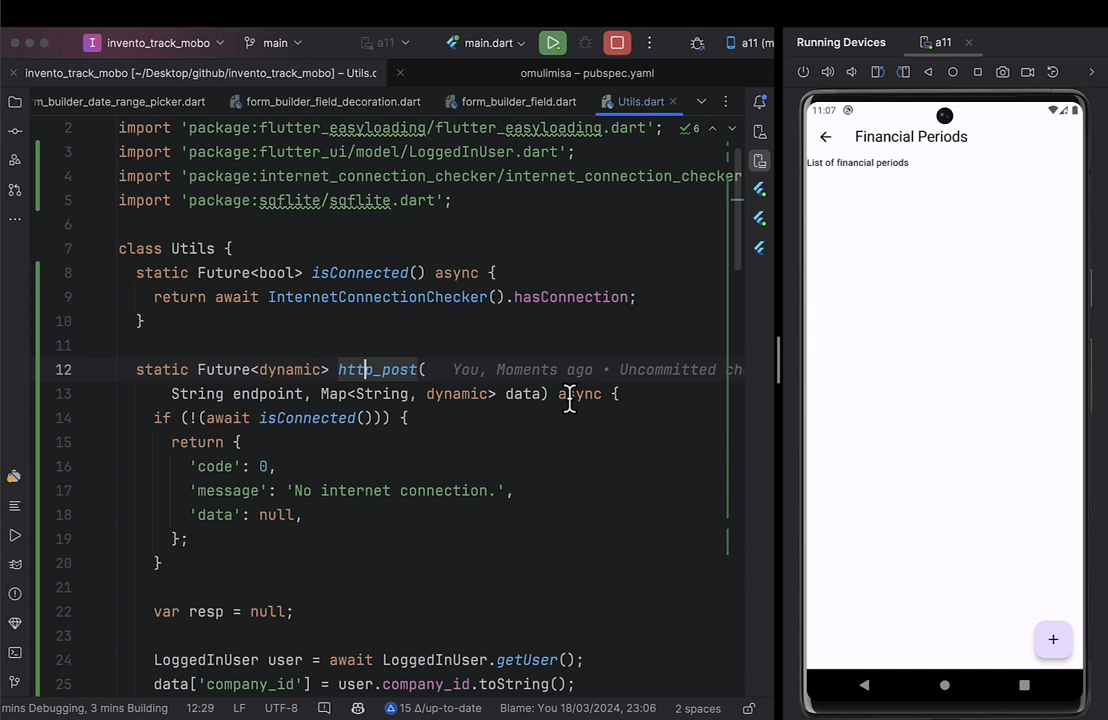 invento_track_mobo
main
a11
main.dart
a11 (m
invento_track_mobo [~/Desktop/github/invento_track_mobo] – Utils.c
omulimisa – pubspec.yaml
m_builder_date_range_picker.dart
form_builder_field_decoration.dart
form_builder_field.dart
Utils.dart
6
2 import 'package:flutter_easyloading/flutter_easyloading.dart';
3 import 'package:flutter_ui/model/LoggedInUser.dart';
4 import 'package:internet_connection_checker/internet_connection_checker
5 import 'package:sqflite/sqflite.dart';
6
7 class Utils {
8 static Future<bool> isConnected() async {
9 return await InternetConnectionChecker().hasConnection;
10 }
11
12 static Future<dynamic> http_post( You, Moments ago • Uncommitted ch
13 String endpoint, Map<String, dynamic> data) async {
14 if (!(await isConnected())) {
15 return {
16 'code': 0,
17 'message': 'No internet connection.',
18 'data': null,
19 };
20 }
21
22 var resp = null;
23
24 LoggedInUser user = await LoggedInUser.getUser();
25 data['company_id'] = user.company_id.toString();
mins Debugging, 3 mins Building
12:29
LF
UTF-8
15 Δ/up-to-date
Blame: You 18/03/2024, 23:06
2 spaces
Running Devices
a11
11:07
Financial Periods
List of financial periods
+